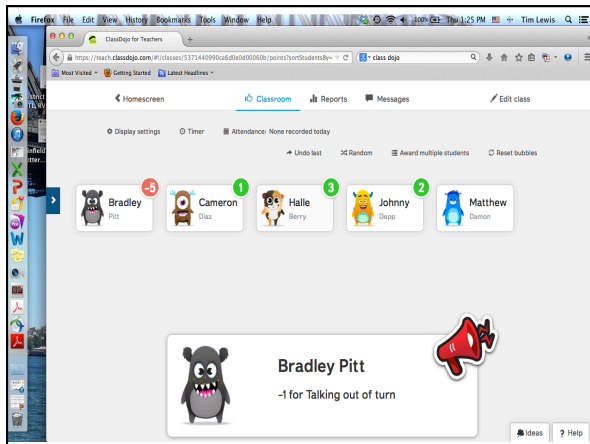 Firefox File Edit View History Bookmarks Tools Window Help 100% Thu 1:25 PM Tim Lewis
ClassDojo for Teachers
https://teach.classdojo.com/#!/classes/5371440990ca6d0e0d00060b/points?sortStudentsBy= class dojo
Most Visited Getting Started Latest Headlines
Homescreen Classroom Reports Messages Edit class
Display settings Timer Attendance: None recorded today
Undo last Random Award multiple students Reset bubbles
-5 1 3 2
Bradley Cameron Halle Johnny Matthew
Pitt Diaz Berry Depp Damon
Bradley Pitt
-1 for Talking out of turn
Ideas ? Help